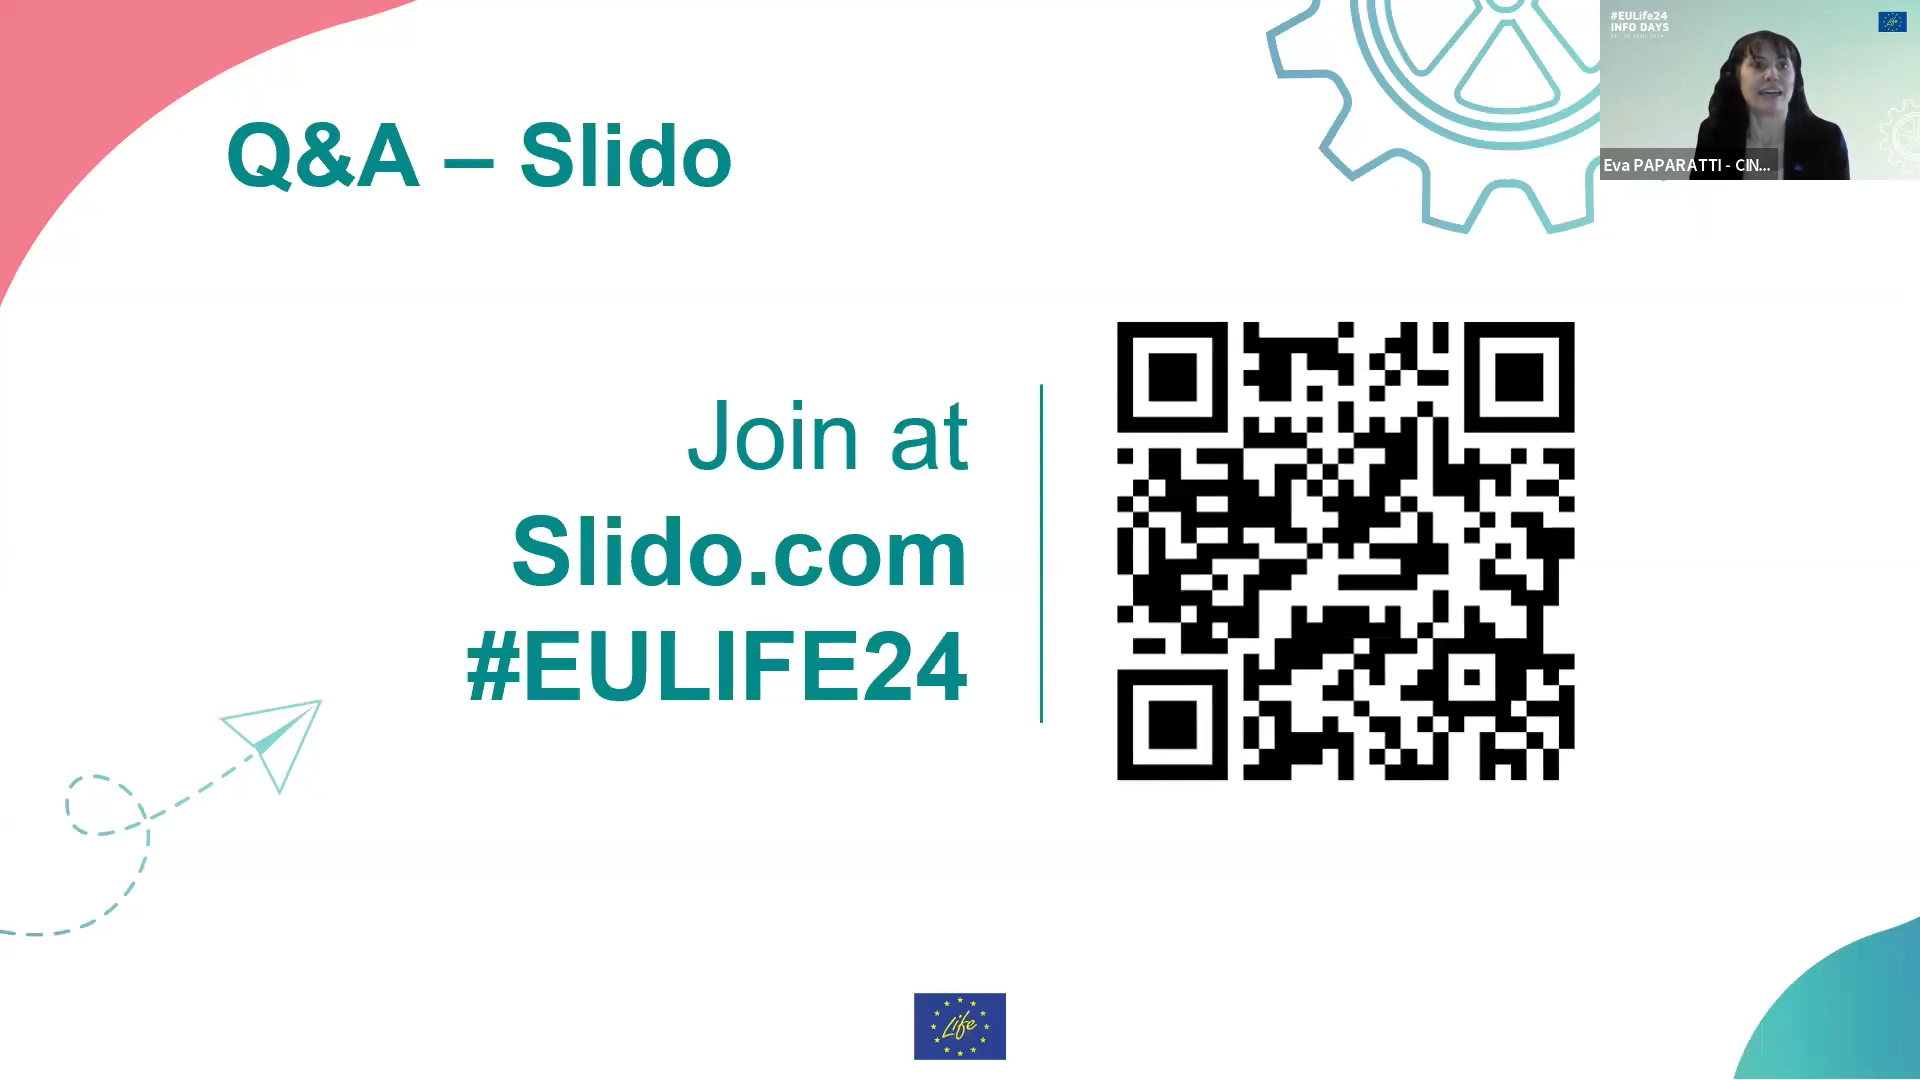 #EULife24
INFO DAYS
Q&A – Slido
Eva PAPARATTI - CIN...
Join at
Slido.com
#EULIFE24
Life